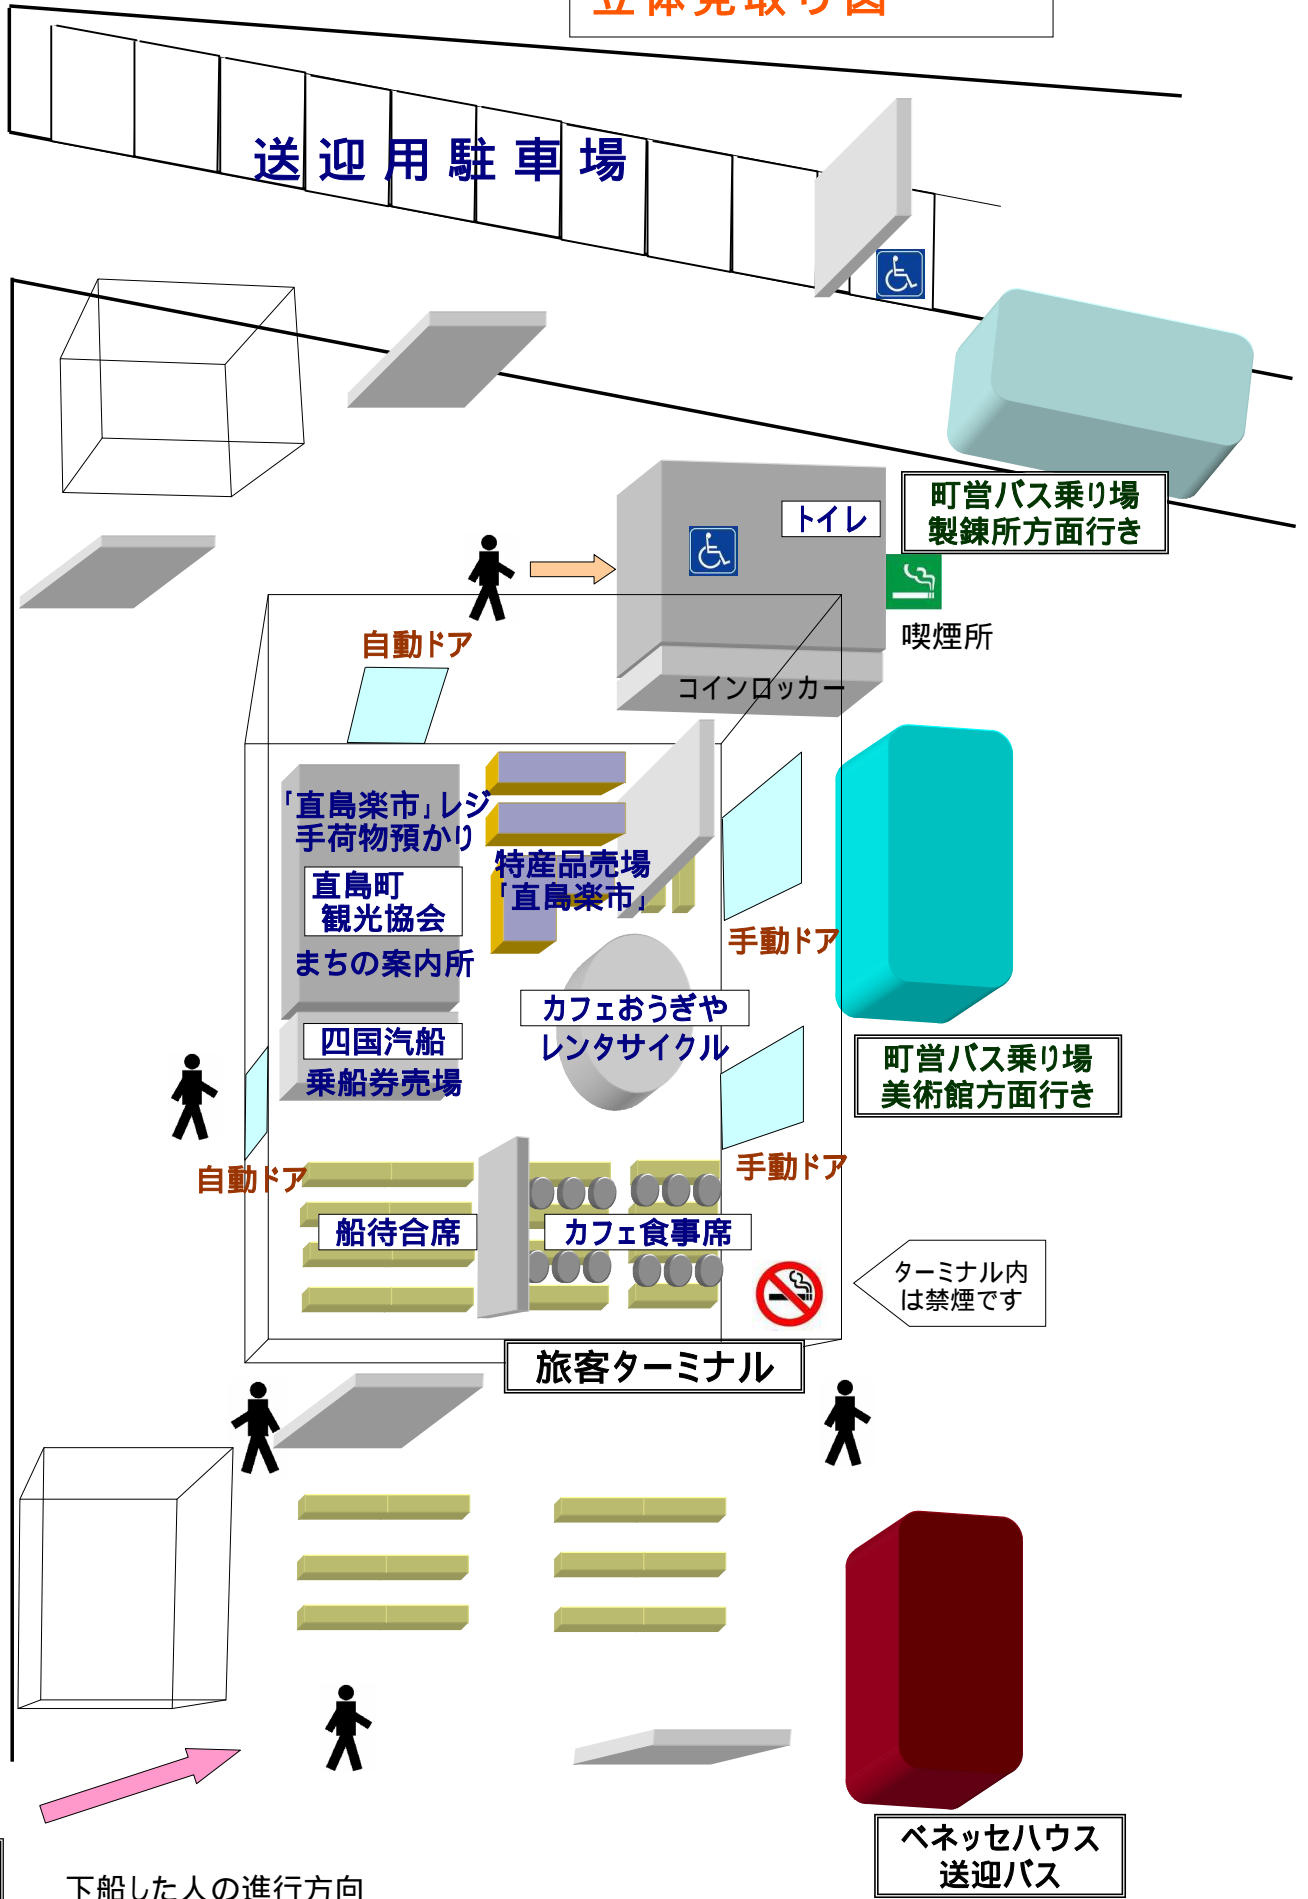 立体見取り図
送迎用駐車場
町営バス乗り場
製錬所方面行き
トイレ
喫煙所
コインロッカー
自動ドア
「直島楽市」レジ
手荷物預かり
特産品売場
「直島楽市」
直島町
観光協会
まちの案内所
手動ドア
カフェおうぎや
レンタサイクル
四国汽船
乗船券売場
町営バス乗り場
美術館方面行き
自動ドア
手動ドア
船待合席
カフェ食事席
ターミナル内
は禁煙です
旅客ターミナル
ベネッセハウス
送迎バス
下船した人の進行方向